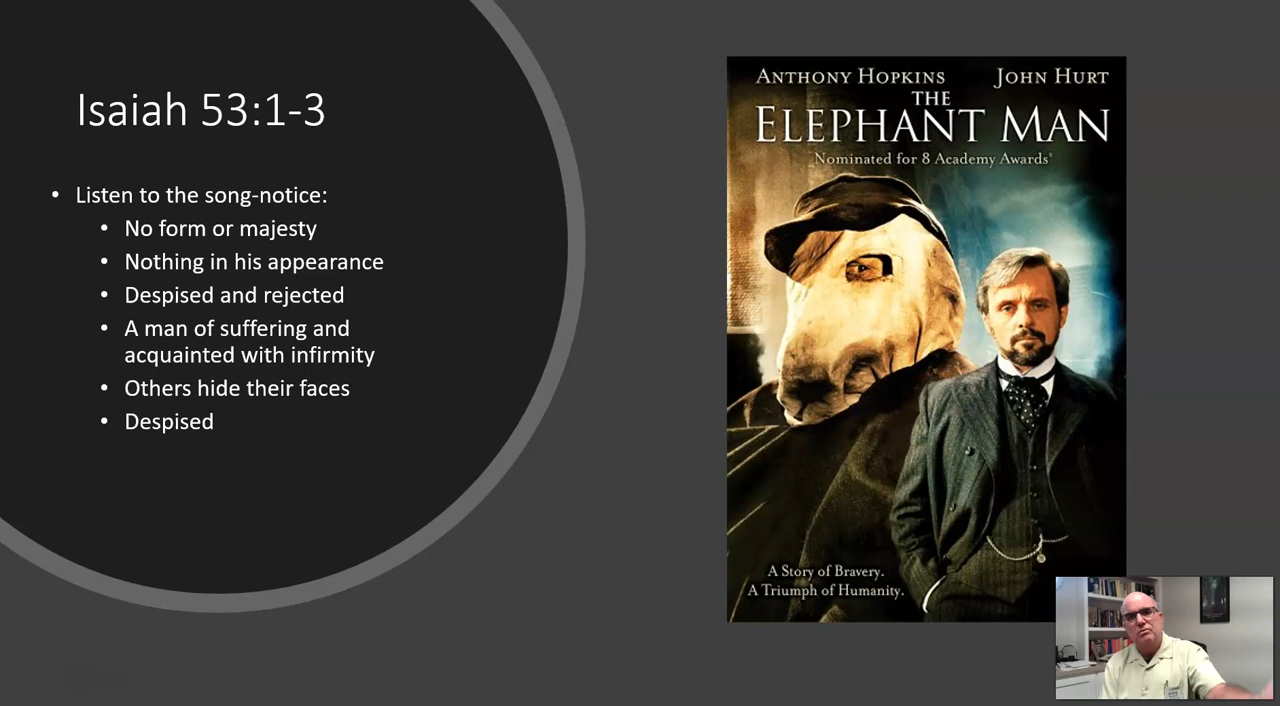 Isaiah 53:1-3
• Listen to the song-notice:
• No form or majesty
• Nothing in his appearance
• Despised and rejected
• A man of suffering and
acquainted with infirmity
• Others hide their faces
• Despised
ANTHONY HOPKINS JOHN HURT
THE
ELEPHANT MAN
Nominated for 8 Academy Awards®
A Story of Bravery.
A Triumph of Humanity.